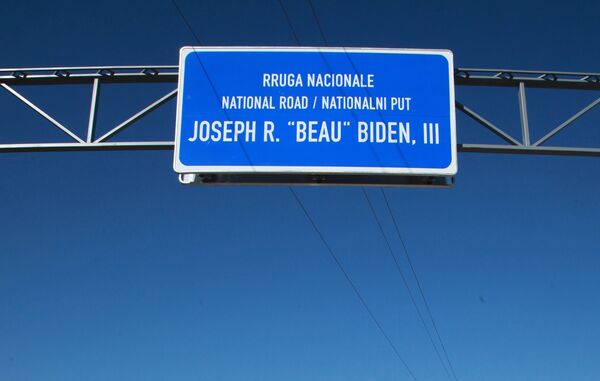 RRUGA NACIONALE
NATIONAL ROAD / NATIONALNI PUT
JOSEPH R. "BEAU" BIDEN, III